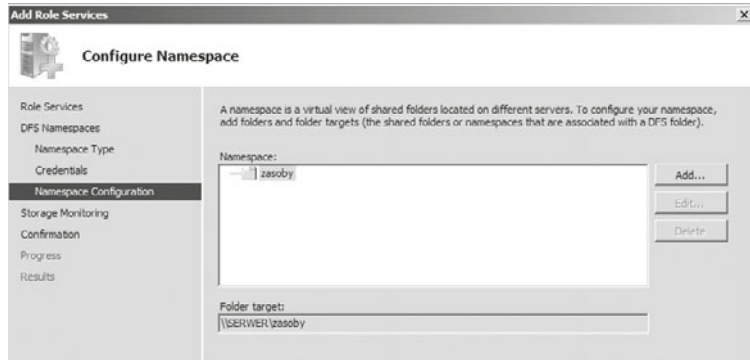 Add Role Services
Configure Namespace
Role Services
DFS Namespaces
Namespace Type
Credentials
Namespace Configuration
Storage Monitoring
Confirmation
Progress
Results
A namespace is a virtual view of shared folders located on different servers. To configure your namespace,
add folders and folder targets (the shared folders or namespaces that are associated with a DFS folder).
Namespace:
zasoby
Add...
Edit...
Delete
Folder target:
\\SERWER\zasoby